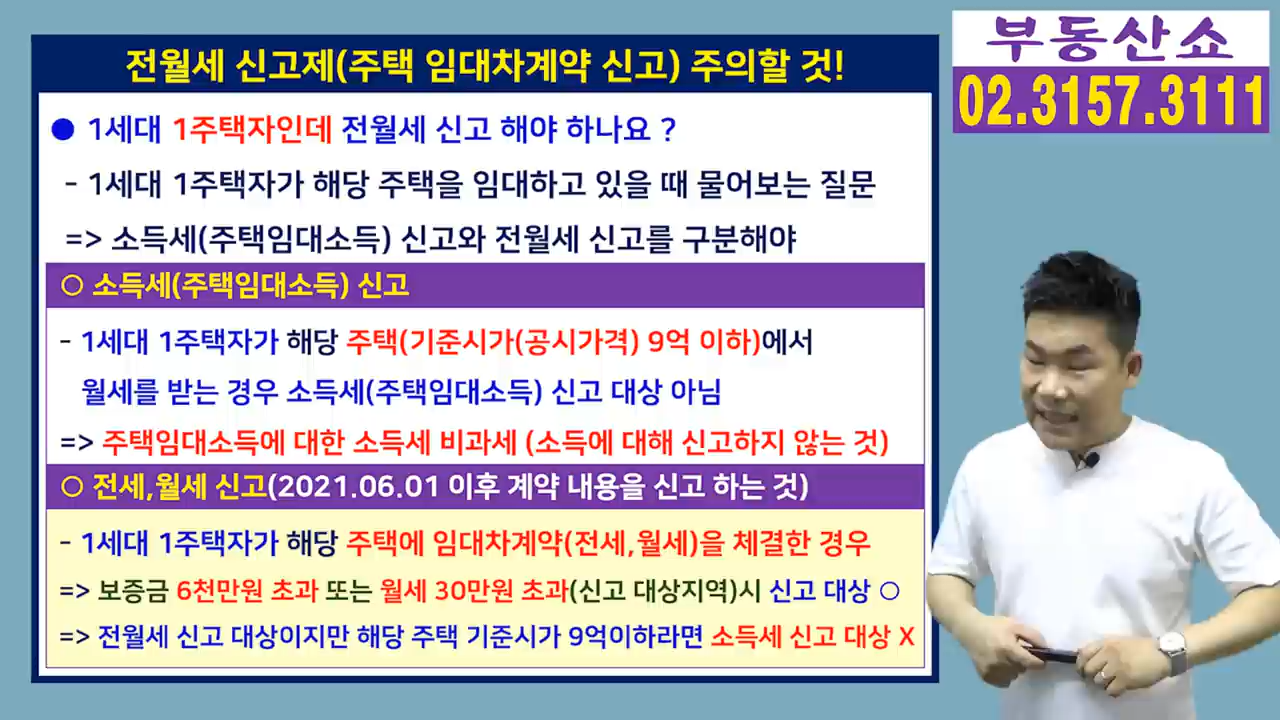 전월세 신고제(주택 임대차계약 신고) 주의할 것!
부동산쇼
02.3157.3111
● 1세대 1주택자인데 전월세 신고 해야 하나요 ?
- 1세대 1주택자가 해당 주택을 임대하고 있을 때 물어보는 질문
=> 소득세(주택임대소득) 신고와 전월세 신고를 구분해야
○ 소득세(주택임대소득) 신고
- 1세대 1주택자가 해당 주택(기준시가(공시가격) 9억 이하)에서
월세를 받는 경우 소득세(주택임대소득) 신고 대상 아님
=> 주택임대소득에 대한 소득세 비과세 (소득에 대해 신고하지 않는 것)
○ 전세,월세 신고(2021.06.01 이후 계약 내용을 신고 하는 것)
- 1세대 1주택자가 해당 주택에 임대차계약(전세,월세)을 체결한 경우
=> 보증금 6천만원 초과 또는 월세 30만원 초과(신고 대상지역)시 신고 대상 ○
=> 전월세 신고 대상이지만 해당 주택 기준시가 9억이하라면 소득세 신고 대상 X